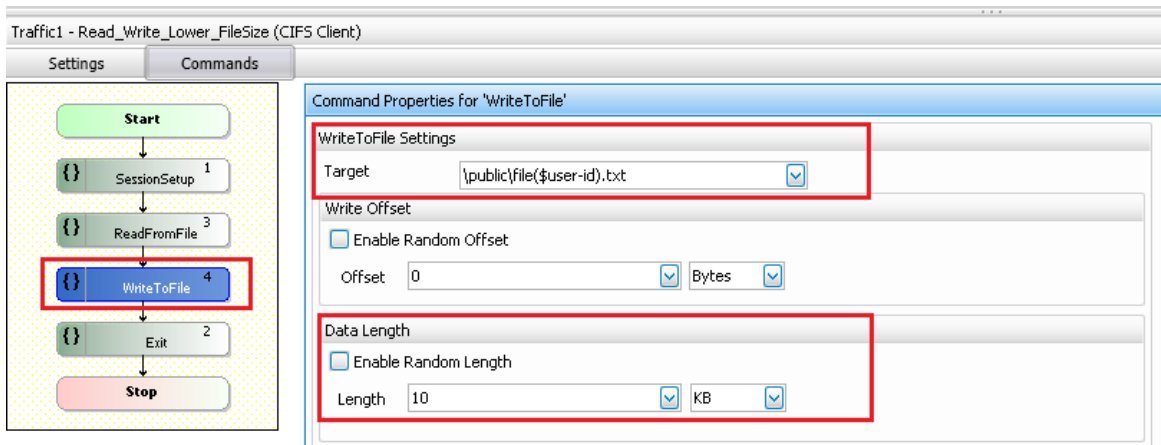 Traffic1 - Read_Write_Lower_FileSize (CIFS Client)
Settings Commands
Start
{} SessionSetup 1
{} ReadFromFile 3
{} WriteToFile 4
{} Exit 2
Stop
Command Properties for 'WriteToFile'
WriteToFile Settings
Target \public\file($user-id).txt
Write Offset
Enable Random Offset
Offset 0 Bytes
Data Length
Enable Random Length
Length 10 KB